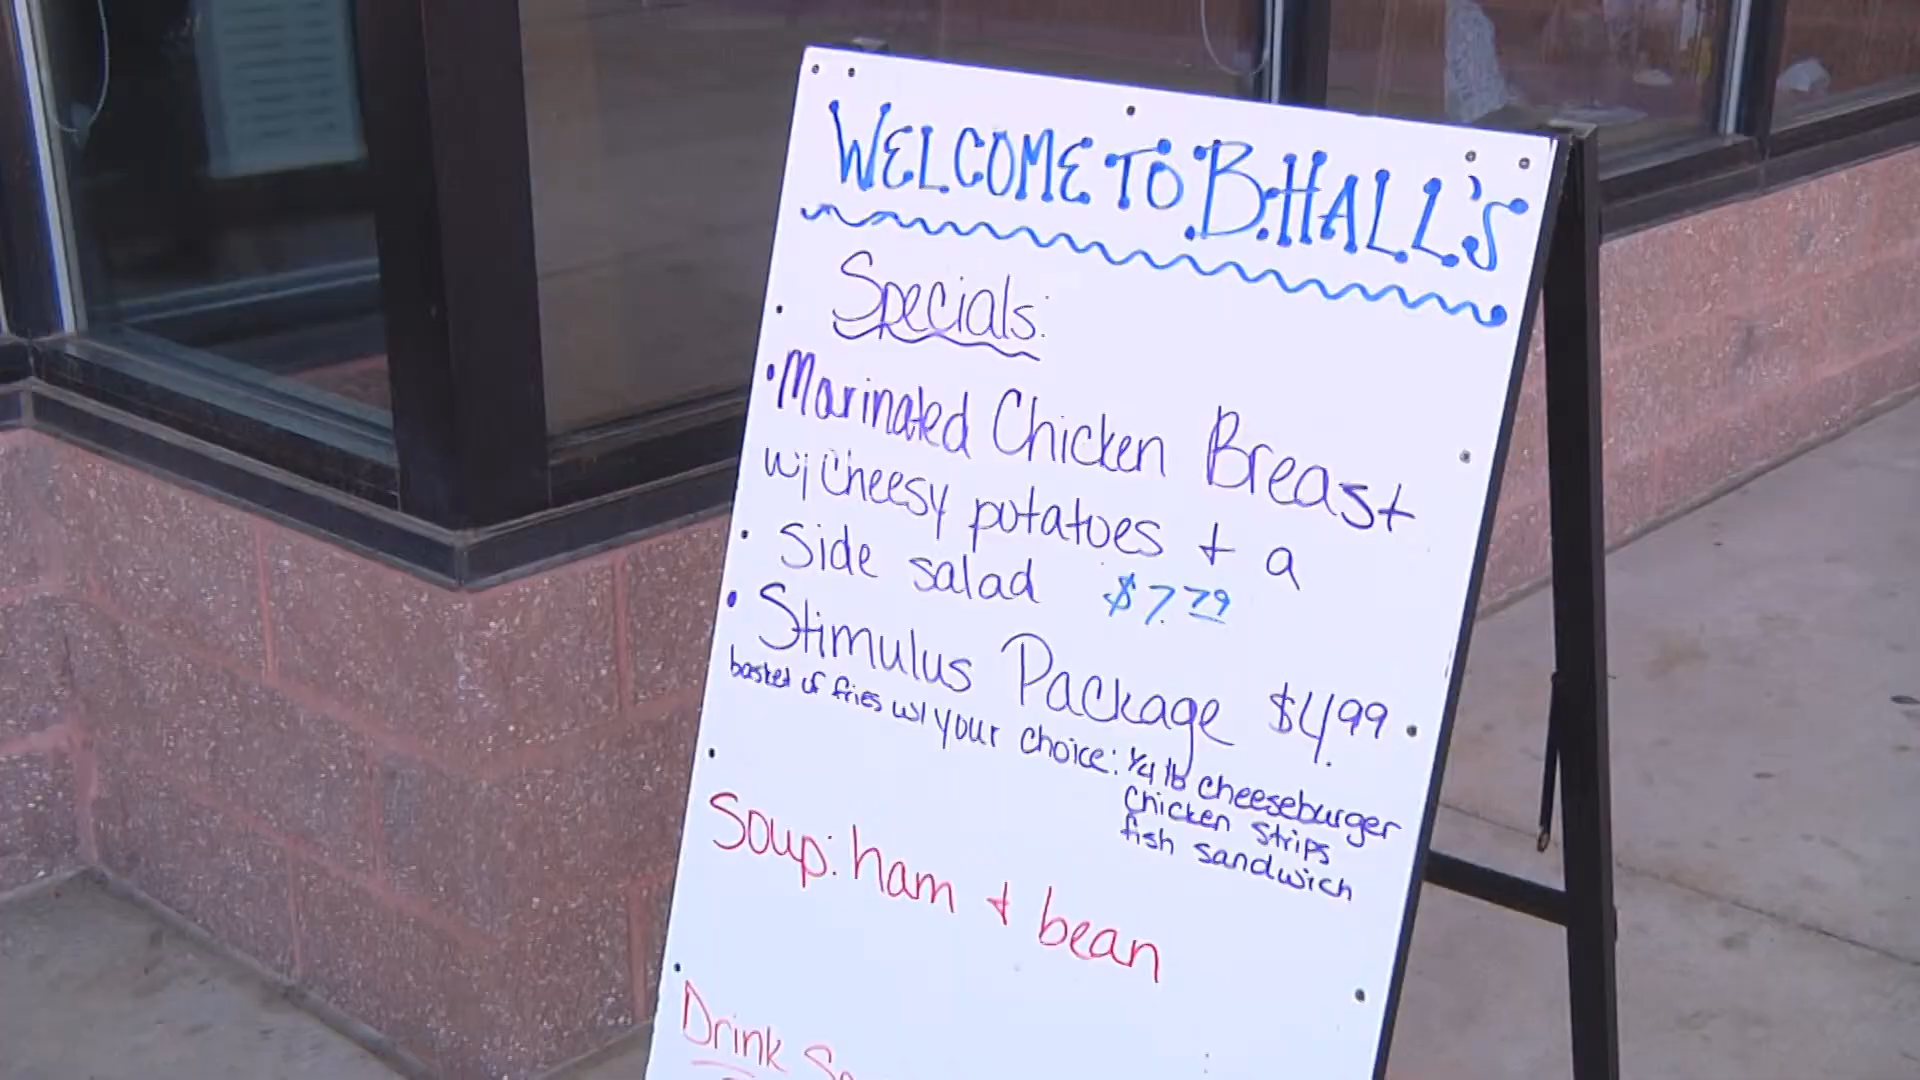 WELCOME TO B.HALL'S
Specials:
• Marinated Chicken Breast
w/ cheesy potatoes + a
side salad $7.79
• Stimulus Package $4.99
basket of fries w/ your choice: 1/4 lb cheeseburger
chicken strips
fish sandwich
Soup: ham + bean
Drink